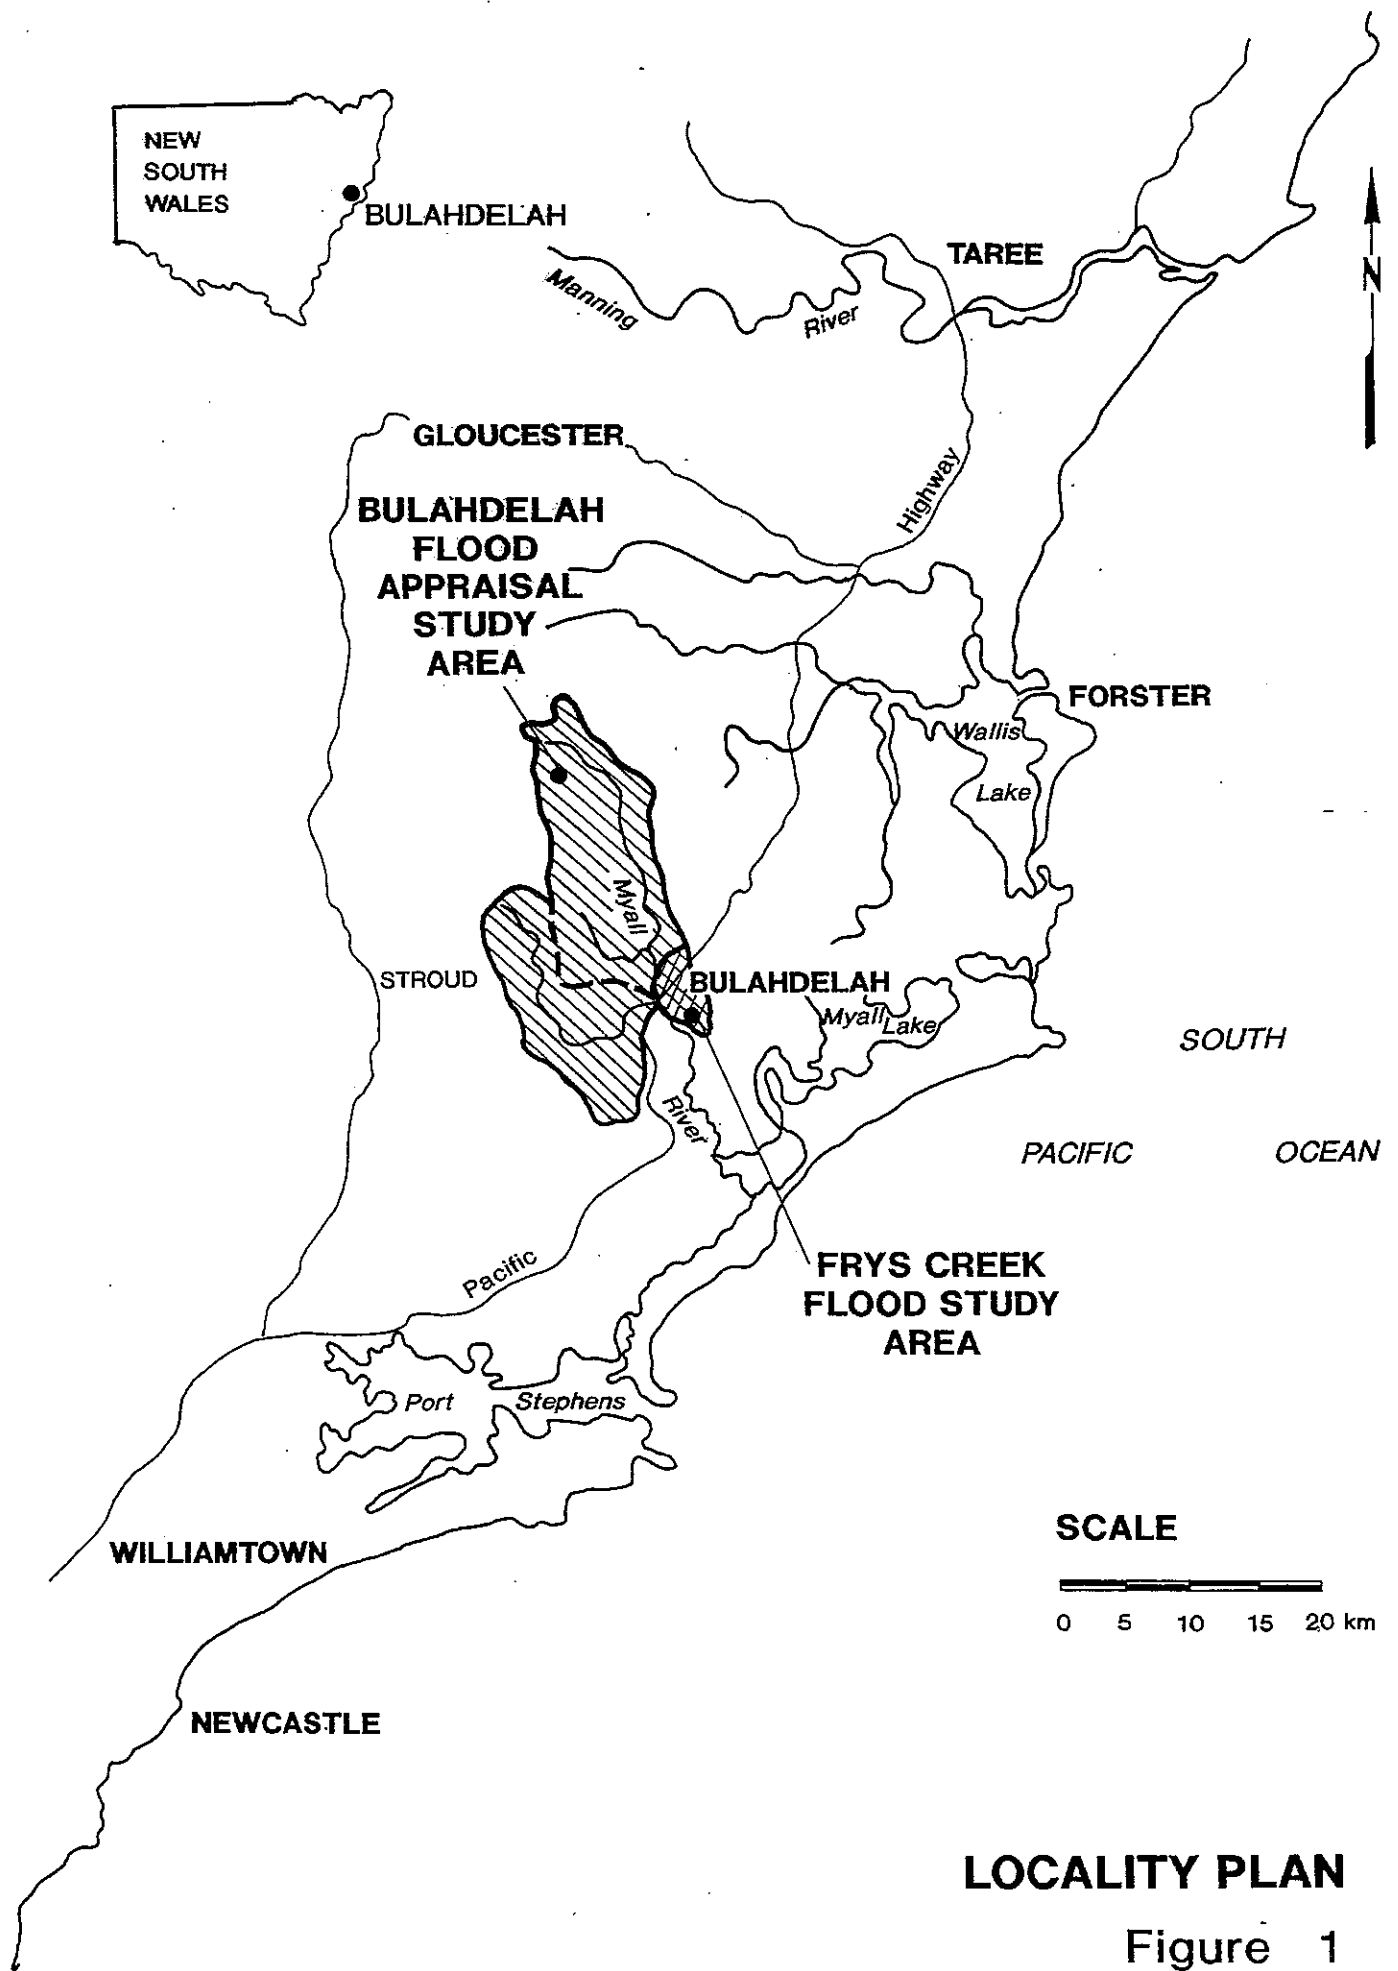 NEW
SOUTH
WALES
BULAHDELAH
TAREE
N
Manning
River
GLOUCESTER
Highway
BULAHDELAH
FLOOD
APPRAISAL
STUDY
AREA
FORSTER
Wallis
Lake
Myall
STROUD
BULAHDELAH
Myall Lake
SOUTH
River
PACIFIC OCEAN
Pacific
FRYS CREEK
FLOOD STUDY
AREA
Port Stephens
SCALE
WILLIAMTOWN
0 5 10 15 20 km
NEWCASTLE
LOCALITY PLAN
Figure 1